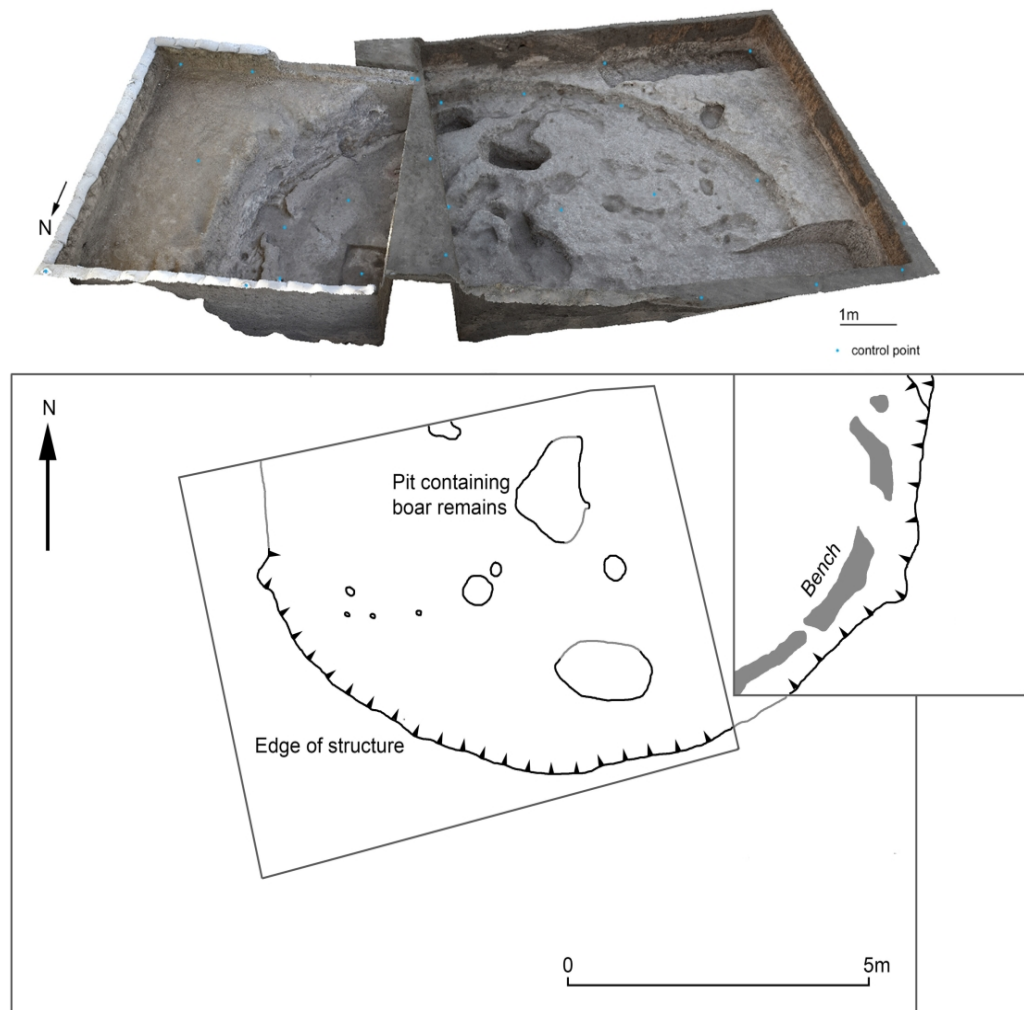 N
1m
control point
N
Pit containing
boar remains
Bench
Edge of structure
0 5m